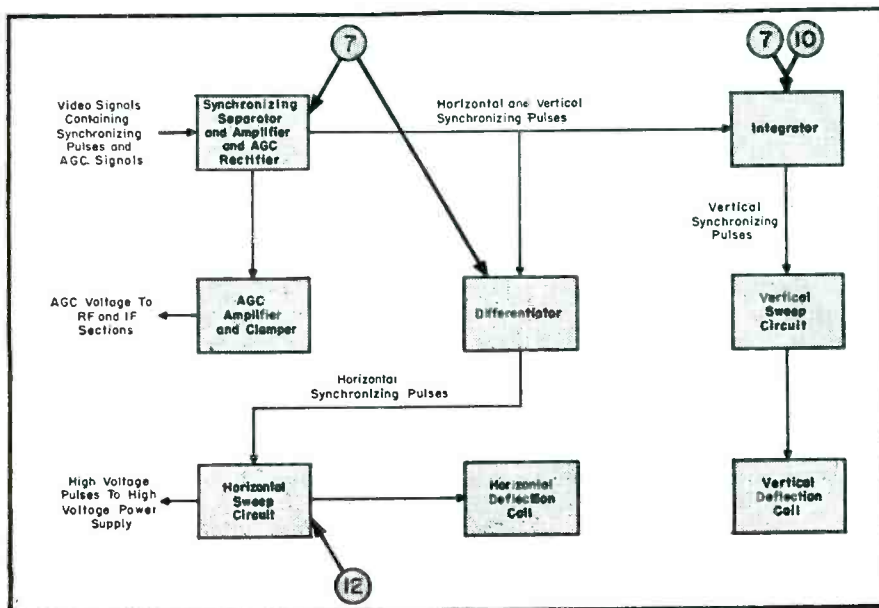 7
7 10
Video Signals
Containing
Synchronizing
Pulses and
AGC Signals
Synchronizing
Separator
and Amplifier
and AGC
Rectifier
Horizontal and Vertical
Synchronizing Pulses
Integrator
Vertical
Synchronizing
Pulses
AGC Voltage To
RF and IF
Sections
AGC
Amplifier
and Clamper
Differentiator
Vertical
Sweep
Circuit
Horizontal
Synchronizing Pulses
High Voltage
Pulses To High
Voltage Power
Supply
Horizontal
Sweep
Circuit
Horizontal
Deflection
Coil
Vertical
Deflection
Coil
12